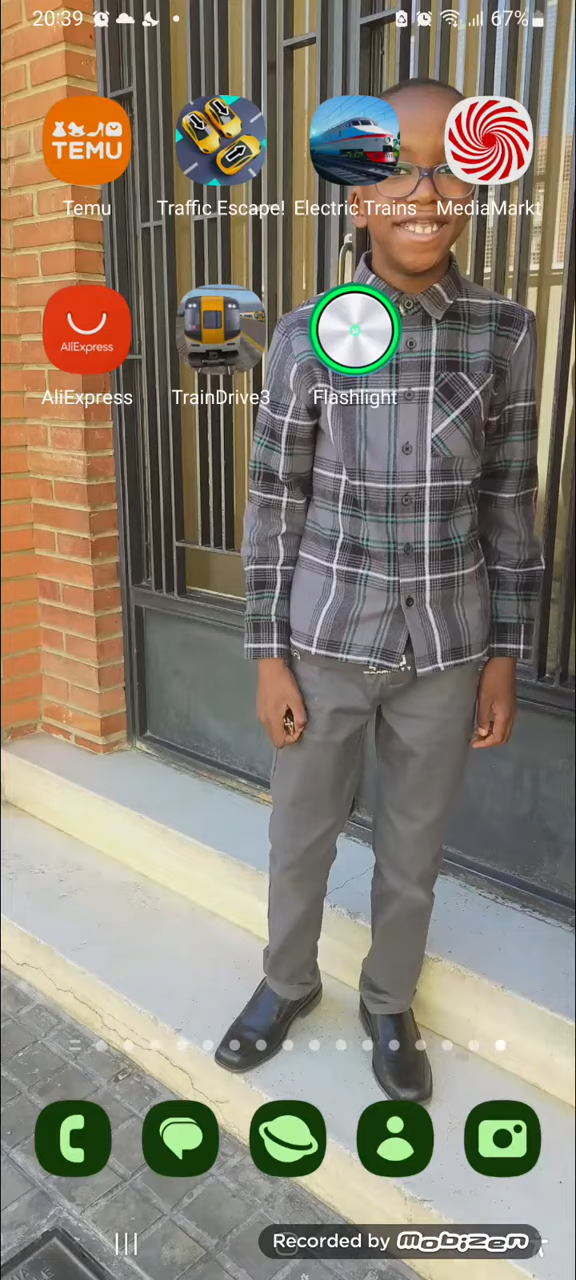 20:39
67%
TEMU
Temu
Traffic Escape!
Electric Trains
MediaMarkt
AliExpress
AliExpress
TrainDrive3
Flashlight
Recorded by mobizen